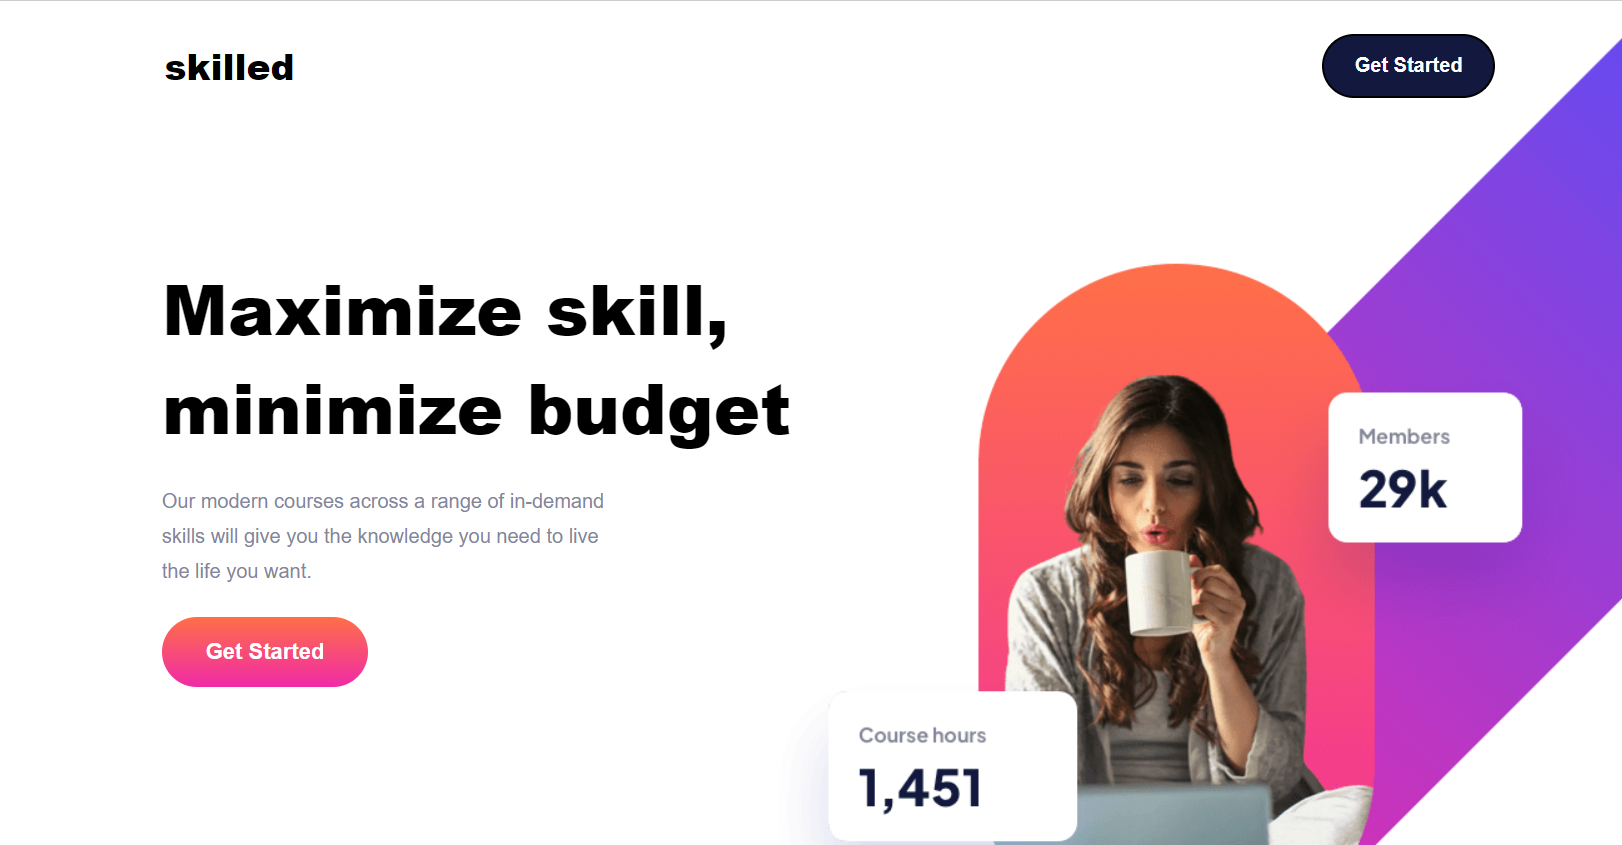 skilled
Get Started
Maximize skill,
minimize budget
Our modern courses across a range of in-demand
skills will give you the knowledge you need to live
the life you want.
Get Started
Members
29k
Course hours
1,451